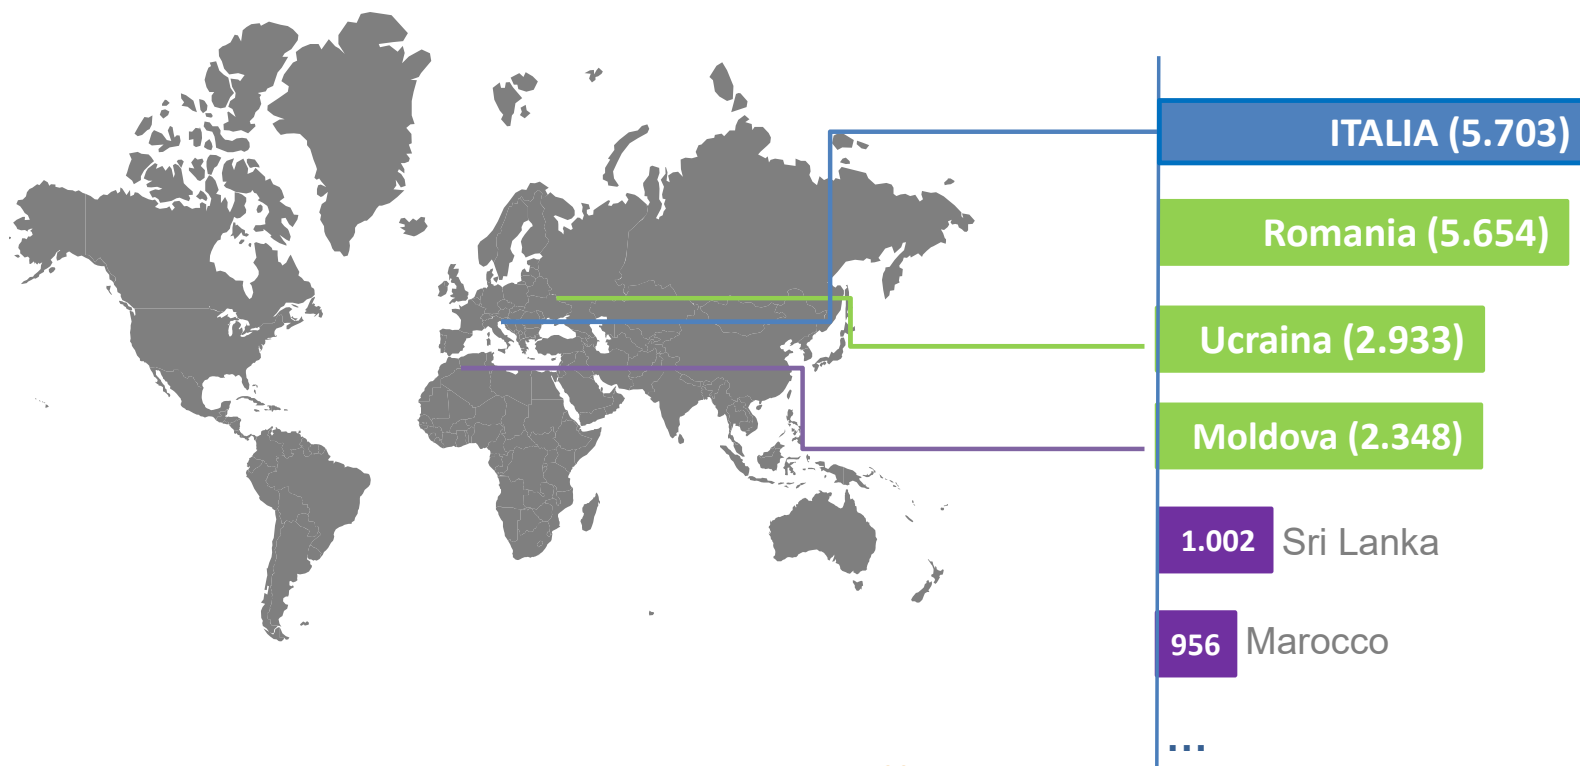 ITALIA (5.703)
Romania (5.654)
Ucraina (2.933)
Moldova (2.348)
1.002 Sri Lanka
956 Marocco
...